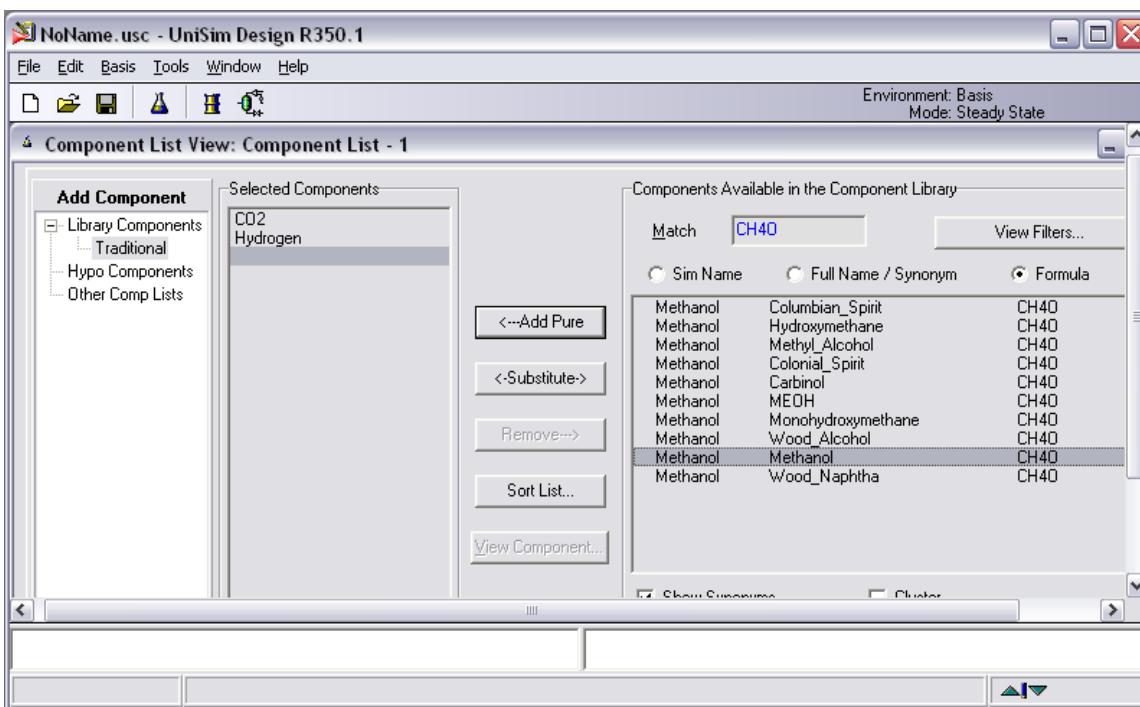 NoName.usc - UniSim Design R350.1
File Edit Basis Tools Window Help
Environment: Basis
Mode: Steady State
Component List View: Component List - 1
Add Component
Library Components
Traditional
Hypo Components
Other Comp Lists
Selected Components
CO2
Hydrogen
<---Add Pure
<-Substitute->
Remove--->
Sort List...
View Component...
Components Available in the Component Library
Match CH4O View Filters...
Sim Name Full Name / Synonym Formula
Methanol Columbian_Spirit CH4O
Methanol Hydroxymethane CH4O
Methanol Methyl_Alcohol CH4O
Methanol Colonial_Spirit CH4O
Methanol Carbinol CH4O
Methanol MEOH CH4O
Methanol Monohydroxymethane CH4O
Methanol Wood_Alcohol CH4O
Methanol Methanol CH4O
Methanol Wood_Naphtha CH4O
Show Synonyms Cluster